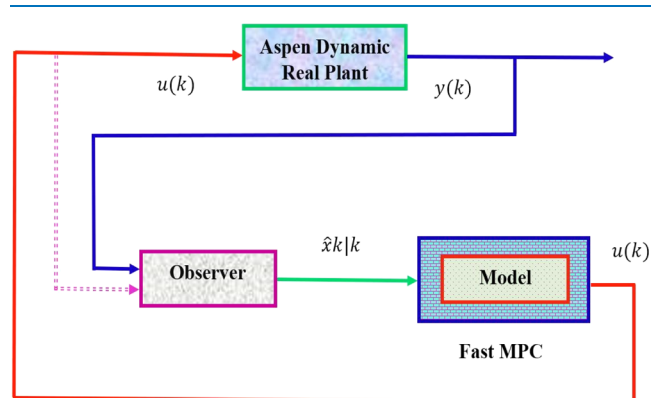 Aspen Dynamic
Real Plant
u(k)
y(k)
Observer
x̂k|k
Model
u(k)
Fast MPC